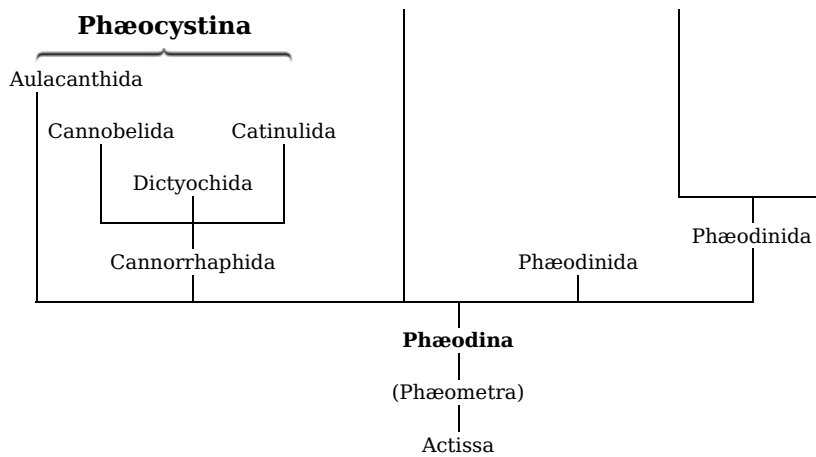 Phæocystina
Aulacanthida
Cannobelida Catinulida
Dictyochida
Phæodinida
Cannorrhaphida Phæodinida
Phæodina
(Phæometra)
Actissa